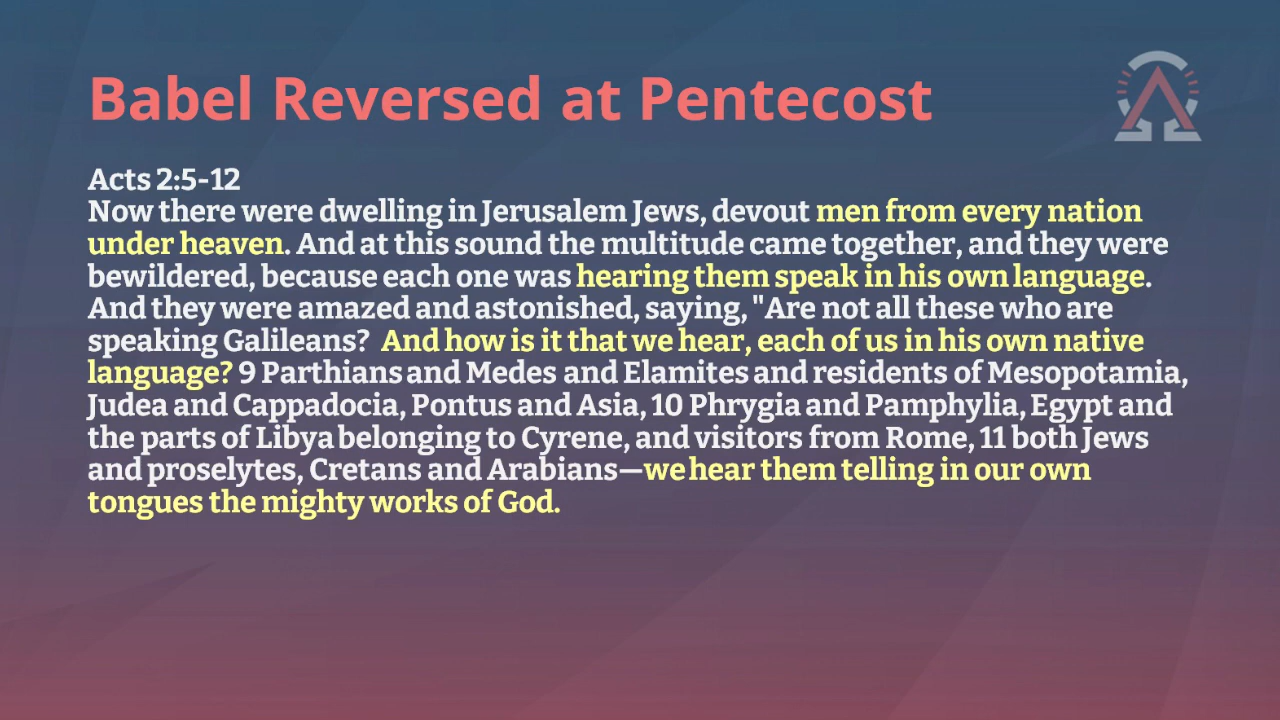 Babel Reversed at Pentecost
Acts 2:5-12
Now there were dwelling in Jerusalem Jews, devout men from every nation
under heaven. And at this sound the multitude came together, and they were
bewildered, because each one was hearing them speak in his own language.
And they were amazed and astonished, saying, "Are not all these who are
speaking Galileans?  And how is it that we hear, each of us in his own native
language? 9 Parthians and Medes and Elamites and residents of Mesopotamia,
Judea and Cappadocia, Pontus and Asia, 10 Phrygia and Pamphylia, Egypt and
the parts of Libya belonging to Cyrene, and visitors from Rome, 11 both Jews
and proselytes, Cretans and Arabians—we hear them telling in our own
tongues the mighty works of God.